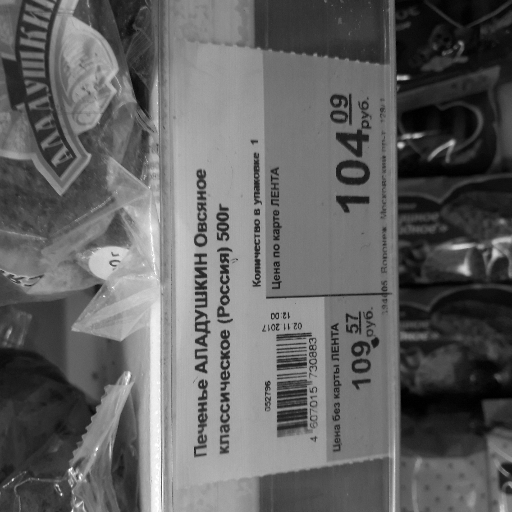 АЛАДУШКИН
Печенье АЛАДУШКИН Овсяное
классическое (Россия) 500г
Количество в упаковке 1
Цена по карте ЛЕНТА
104 09
руб.
052796
02.11.2017
12:00
4 607015 730883
Цена без карты ЛЕНТА
109 57
руб.